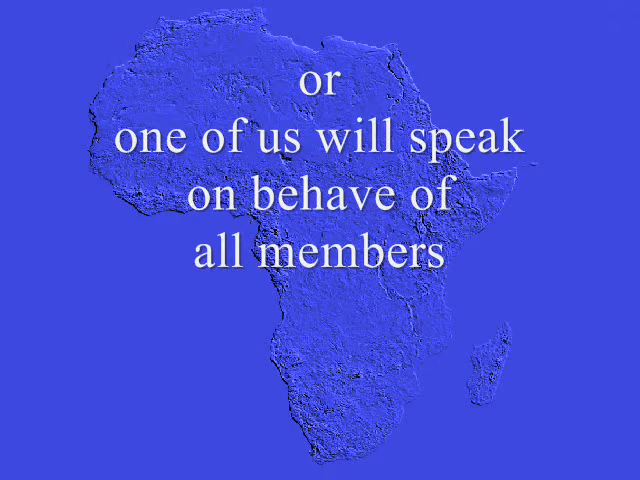 or
one of us will speak
on behave of
all members